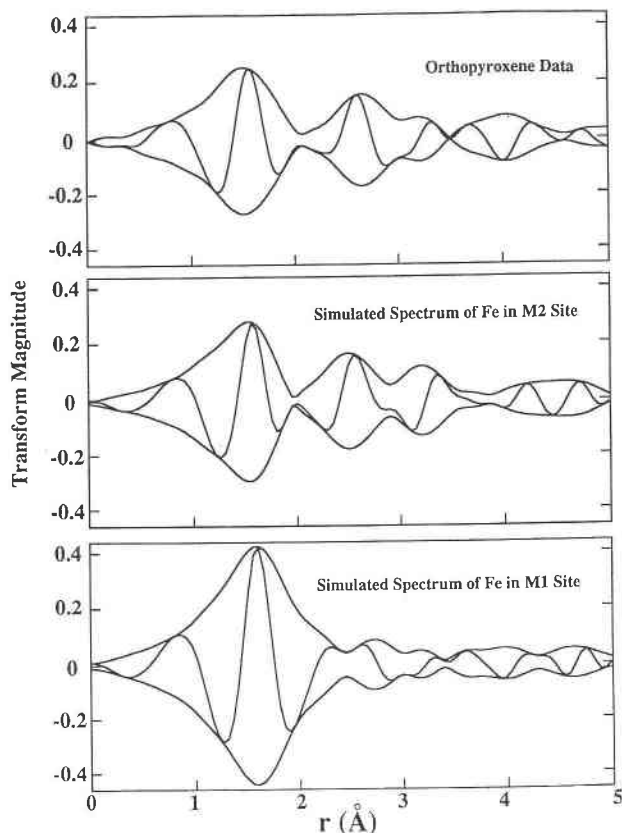 0.4
Orthopyroxene Data
0.2
0
-0.2
-0.4
0.4
Simulated Spectrum of Fe in M2 Site
0.2
0
-0.2
-0.4
Transform Magnitude
0.4
Simulated Spectrum of Fe in M1 Site
0.2
0
-0.2
-0.4
0 1 2 3 4 5
r (Å)